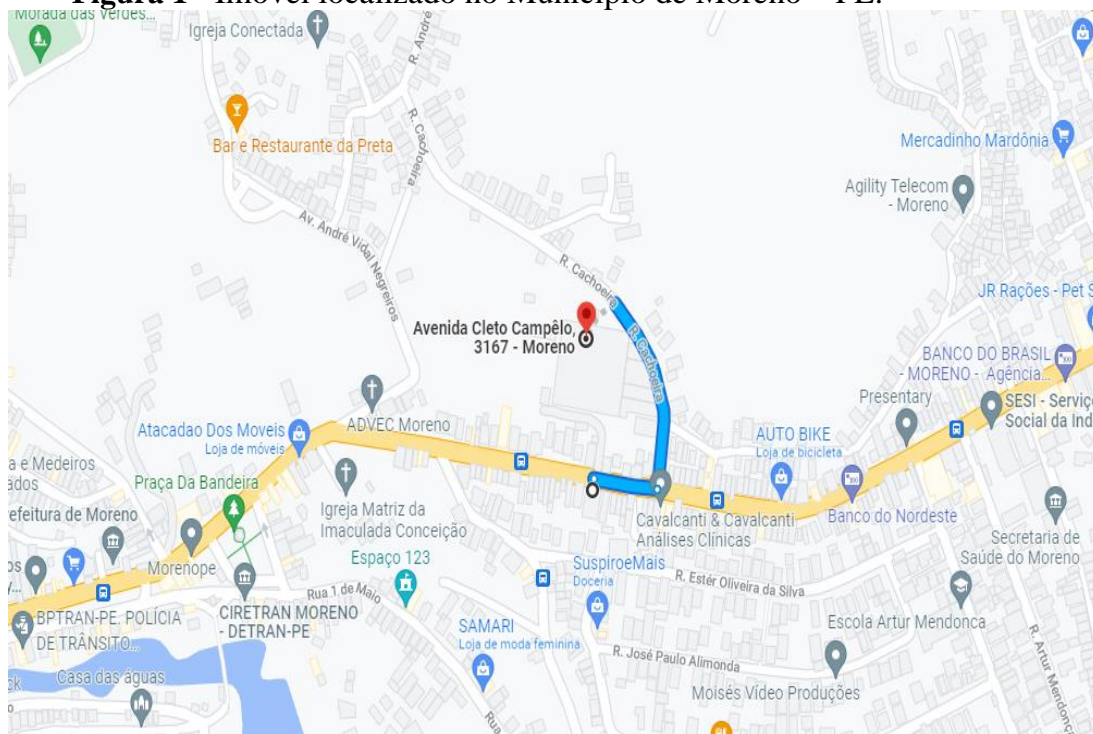 Figura 1 - Imóvel localizado no Município de Moreno – PE.
Morada das Verdes...
Igreja Conectada
R. André
R. Cachoeira
Bar e Restaurante da Preta
Mercadinho Mardônia
Agility Telecom
- Moreno
Av. André Vidal Negreiros
R. Cachoeira
JR Rações - Pet S
Avenida Cleto Campêlo,
3167 - Moreno
R. Cachoeira
BANCO DO BRASIL
- MORENO - Agência...
Presentary
SESI - Serviço
Social da Ind
ADVEC Moreno
Atacadao Dos Moveis
Loja de móveis
AUTO BIKE
Loja de bicicleta
a e Medeiros
ados
Praça Da Bandeira
Igreja Matriz da
Imaculada Conceição
Cavalcanti & Cavalcanti
Análises Clínicas
Banco do Nordeste
refeitura de Moreno
Secretaria de
Saúde do Moreno
Morenope
Espaço 123
SuspiroeMais
Doceria
R. Estér Oliveira da Silva
Rua 1 de Maio
CIRETRAN MORENO
- DETRAN-PE
BPTRAN-PE. POLÍCIA
DE TRÂNSITO...
SAMARI
Loja de moda feminina
Escola Artur Mendonca
R. José Paulo Alimonda
R. Artur Mendonç
Casa das águas
Moisés Vídeo Produções
Rua